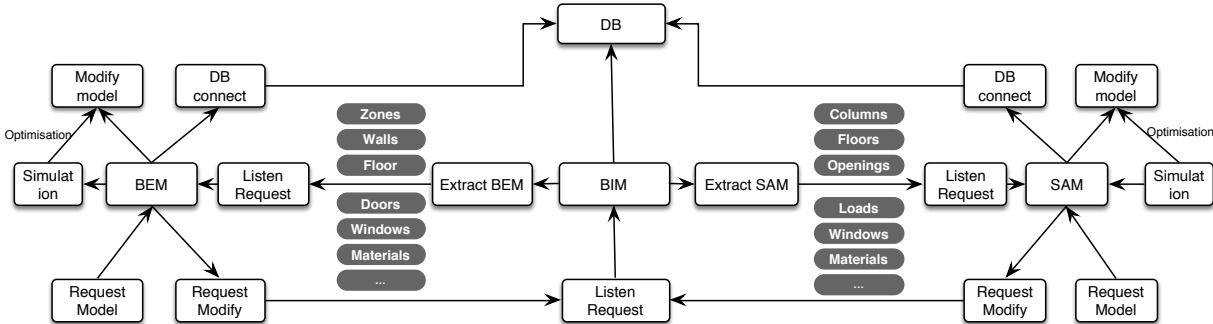 DB
Modify
model
DB
connect
DB
connect
Modify
model
Zones
Walls
Floor
Columns
Floors
Openings
Optimisation
Optimisation
Simulat
ion
BEM
Listen
Request
Extract BEM
BIM
Extract SAM
Listen
Request
SAM
Simulat
ion
Doors
Windows
Materials
...
Loads
Windows
Materials
...
Request
Model
Request
Modify
Listen
Request
Request
Modify
Request
Model